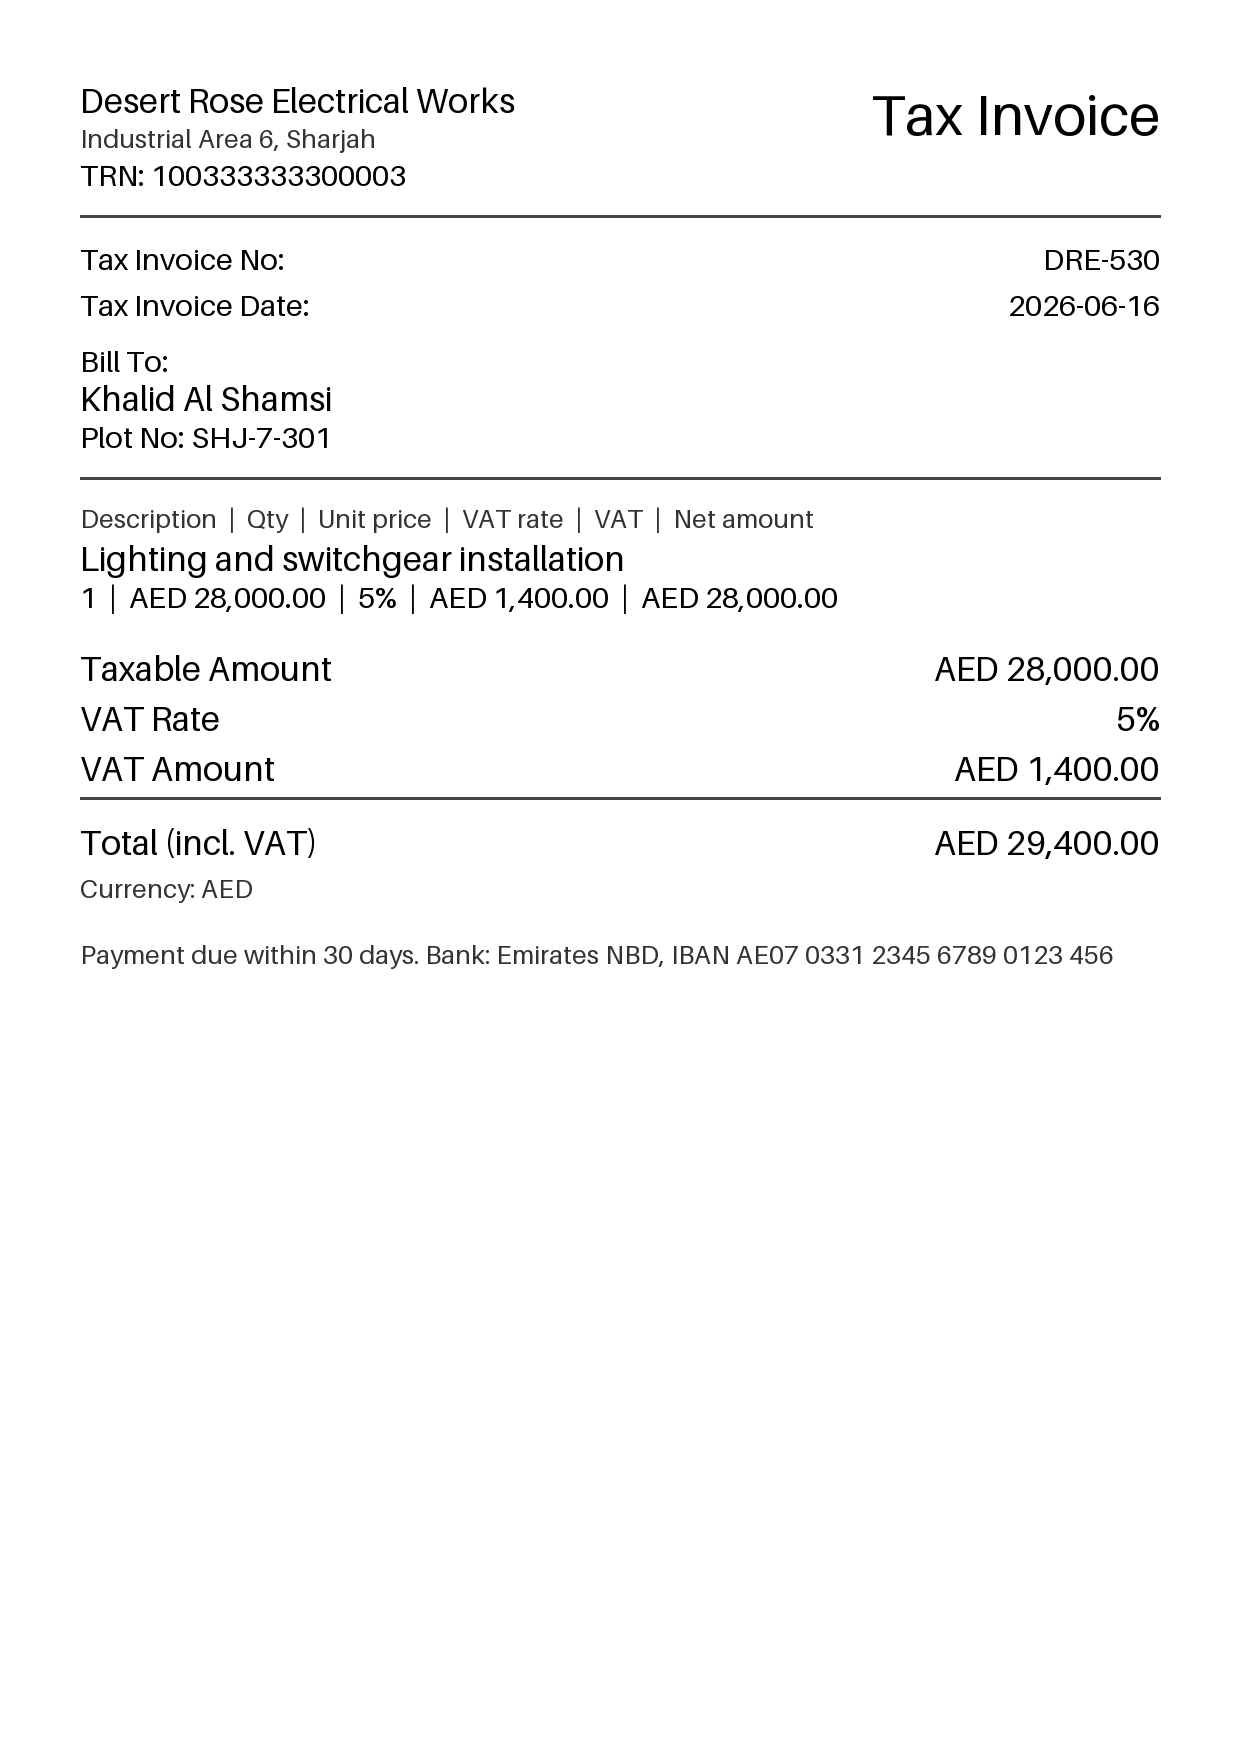 Desert Rose Electrical Works
Tax Invoice
Industrial Area 6, Sharjah
TRN: 100333333300003
Tax Invoice No: DRE-530
Tax Invoice Date: 2026-06-16
Bill To:
Khalid Al Shamsi
Plot No: SHJ-7-301
Description | Qty | Unit price | VAT rate | VAT | Net amount
Lighting and switchgear installation
1 | AED 28,000.00 | 5% | AED 1,400.00 | AED 28,000.00
Taxable Amount AED 28,000.00
VAT Rate 5%
VAT Amount AED 1,400.00
Total (incl. VAT) AED 29,400.00
Currency: AED
Payment due within 30 days. Bank: Emirates NBD, IBAN AE07 0331 2345 6789 0123 456